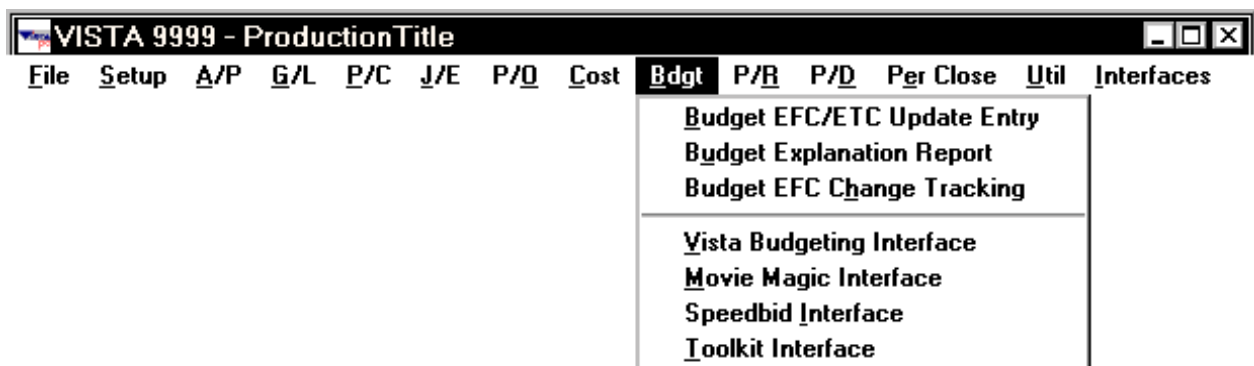 VISTA 9999 - ProductionTitle
File Setup A/P G/L P/C J/E P/O Cost Bdgt P/R P/D Per Close Util Interfaces
Budget EFC/ETC Update Entry
Budget Explanation Report
Budget EFC Change Tracking
Vista Budgeting Interface
Movie Magic Interface
Speedbid Interface
Toolkit Interface